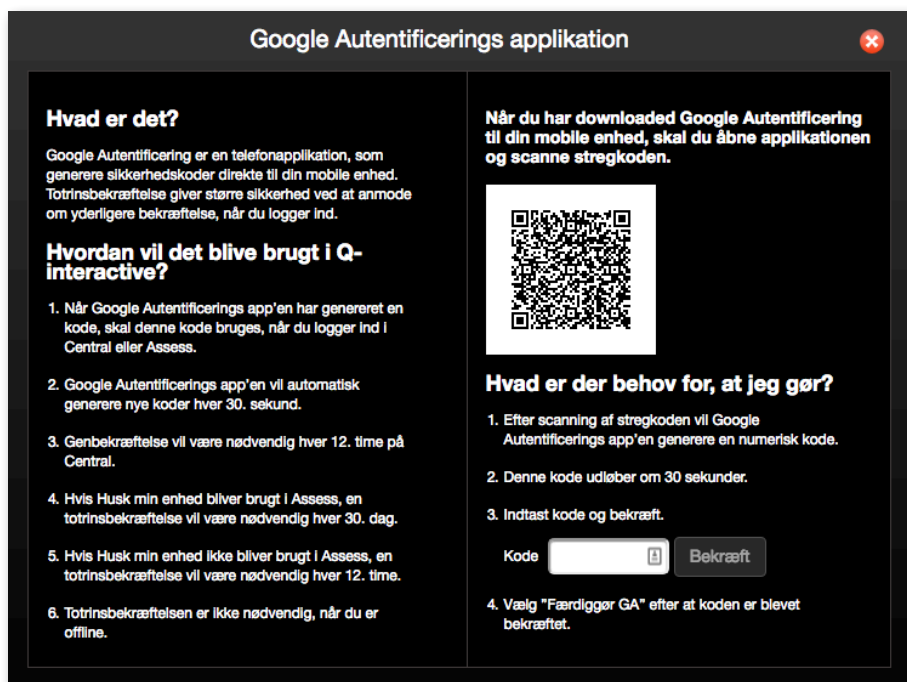 Google Autentificerings applikation
Hvad er det?
Google Autentificering er en telefonapplikation, som
generere sikkerhedskoder direkte til din mobile enhed.
Totrinsbekræftelse giver større sikkerhed ved at anmode
om yderligere bekræftelse, når du logger ind.
Hvordan vil det blive brugt i Q-
interactive?
1. Når Google Autentificerings app'en har genereret en
kode, skal denne kode bruges, når du logger ind i
Central eller Assess.
2. Google Autentificerings app'en vil automatisk
generere nye koder hver 30. sekund.
3. Genbekræftelse vil være nødvendig hver 12. time på
Central.
4. Hvis Husk min enhed bliver brugt i Assess, en
totrinsbekræftelse vil være nødvendig hver 30. dag.
5. Hvis Husk min enhed ikke bliver brugt i Assess, en
totrinsbekræftelse vil være nødvendig hver 12. time.
6. Totrinsbekræftelsen er ikke nødvendig, når du er
offline.
Når du har downloaded Google Autentificering
til din mobile enhed, skal du åbne applikationen
og scanne stregkoden.
Hvad er der behov for, at jeg gør?
1. Efter scanning af stregkoden vil Google
Autentificerings app'en generere en numerisk kode.
2. Denne kode udløber om 30 sekunder.
3. Indtast kode og bekræft.
Kode Bekræft
4. Vælg "Færdiggør GA" efter at koden er blevet
bekræftet.